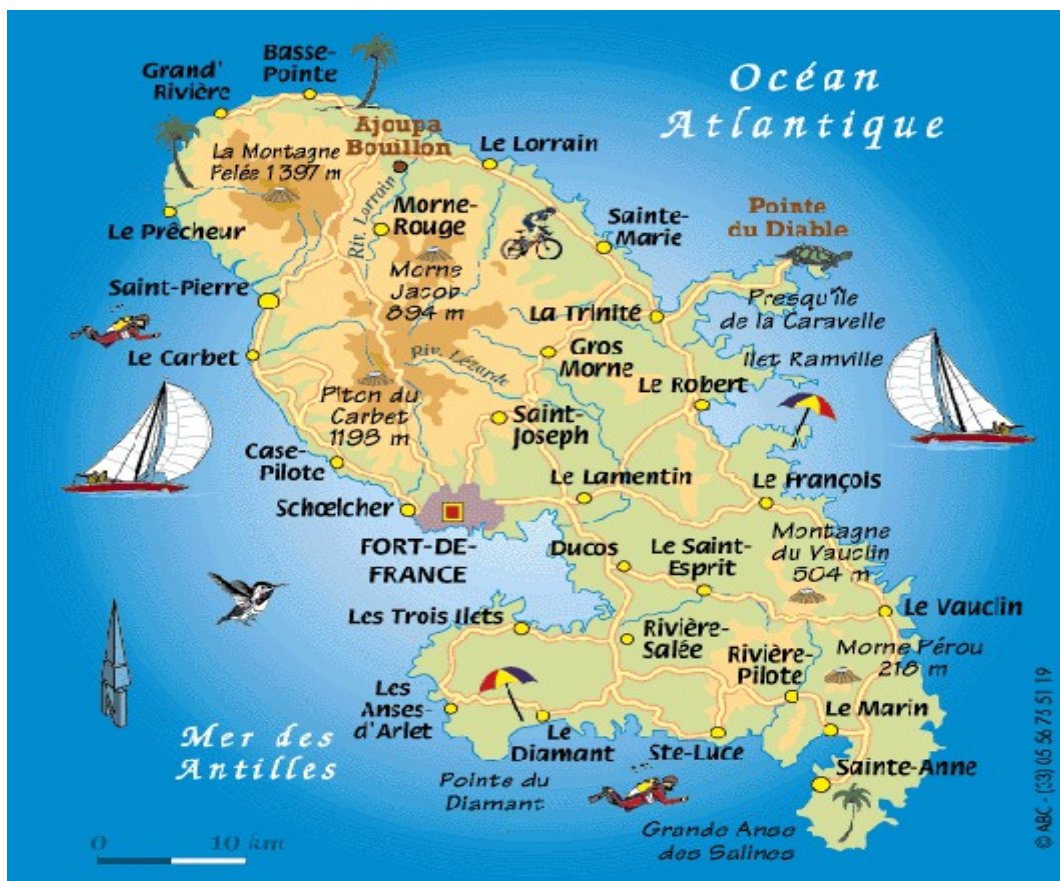 Océan
Atlantique
Basse-
Pointe
Grand'
Rivière
Ajoupa
Bouillon
La Montagne
Pelée 1397 m
Le Lorrain
Riv. Lorrain
Morne-
Rouge
Le Prêcheur
Sainte-
Marie
Pointe
du Diable
Morne
Jacob
894 m
Saint-Pierre
La Trinité
Presqu'île
de la Caravelle
Le Carbet
Riv. Lézarde
Gros
Morne
Ilet Ramville
Le Robert
Piton du
Carbet
1198 m
Saint-
Joseph
Case-
Pilote
Le Lamentin
Le François
Schœlcher
FORT-DE-
FRANCE
Ducos
Le Saint-
Esprit
Montagne
du Vauclin
504 m
Les Trois Ilets
Le Vauclin
Rivière-
Salée
Rivière-
Pilote
Morne Pérou
218 m
Les
Anses-
d'Arlet
Le
Diamant
Ste-Luce
Le Marin
Mer des
Antilles
Pointe du
Diamant
Sainte-Anne
Grande Anse
des Salines
0 10 km
© ABC - (33) 05 56 75 51 19